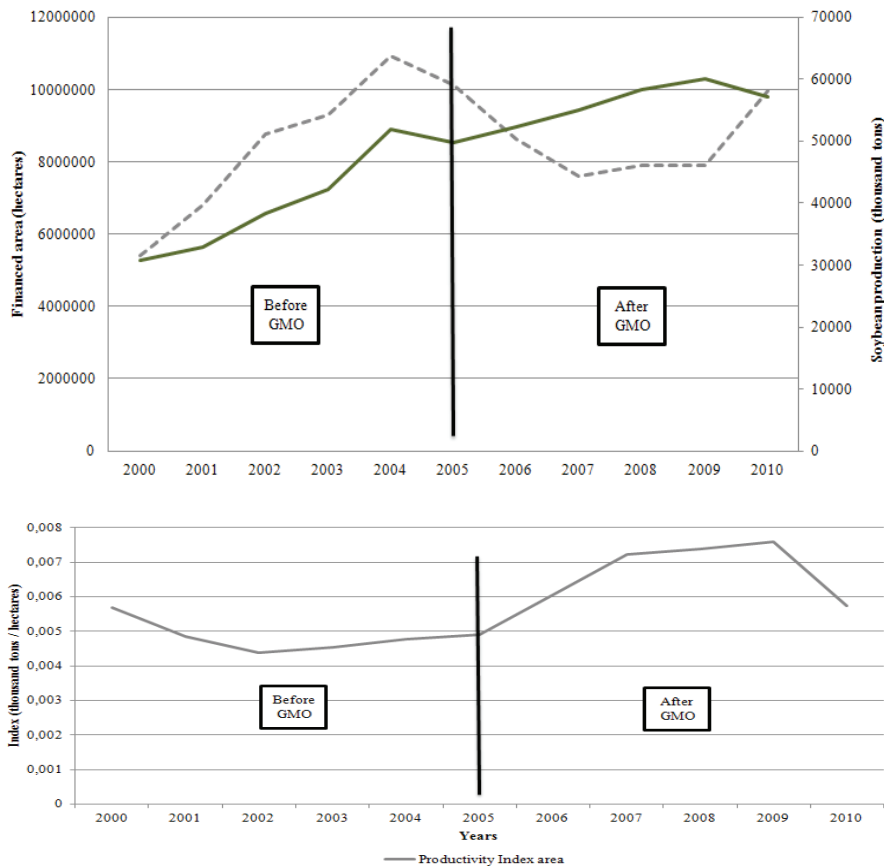 12000000
10000000
8000000
6000000
4000000
2000000
0
Financed area (hectares)
70000
60000
50000
40000
30000
20000
10000
0
Soybean production (thousand tons)
Before
GMO
After
GMO
2000 2001 2002 2003 2004 2005 2006 2007 2008 2009 2010
0,008
0,007
0,006
0,005
0,004
0,003
0,002
0,001
0
Index (thousand tons / hectares)
Before
GMO
After
GMO
2000 2001 2002 2003 2004 2005 2006 2007 2008 2009 2010
Years
Productivity Index area